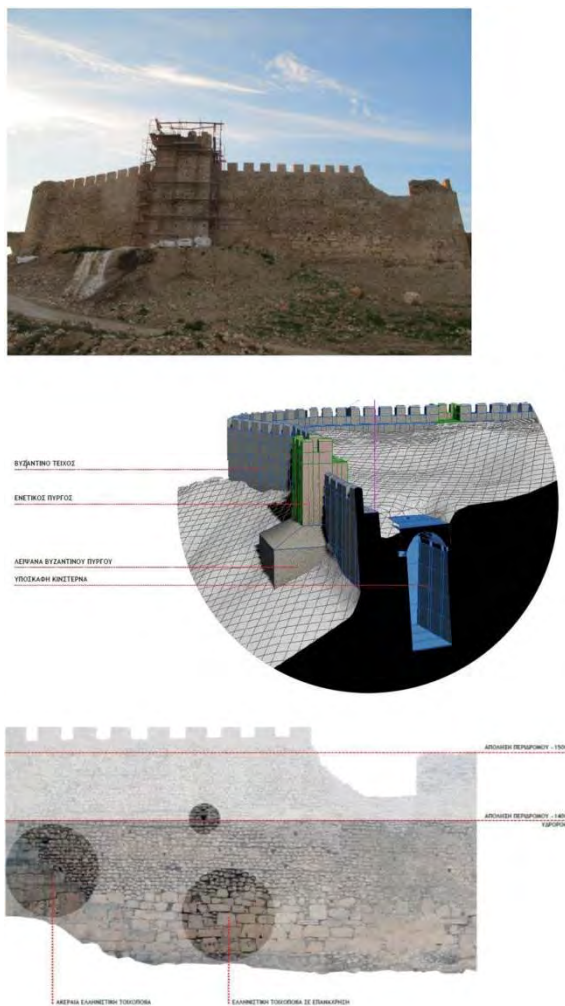 ΒΥΖΑΝΤΙΝΟ ΤΕΙΧΟΣ
ΕΝΕΤΙΚΟΣ ΠΥΡΓΟΣ
ΛΕΙΨΑΝΑ ΒΥΖΑΝΤΙΝΟΥ ΠΥΡΓΟΥ
ΥΠΟΣΚΑΦΗ ΚΙΝΣΤΕΡΝΑ
ΑΠΟΛΗΞΗ ΠΕΡΙΔΡΟΜΟΥ - 150
ΑΠΟΛΗΞΗ ΠΕΡΙΔΡΟΜΟΥ - 140
ΥΔΡΟΡΟ
ΑΚΕΡΑΙΑ ΕΛΛΗΝΙΣΤΙΚΗ ΤΟΙΧΟΠΟΙΙΑ
ΕΛΛΗΝΙΣΤΙΚΗ ΤΟΙΧΟΠΟΙΙΑ ΣΕ ΕΠΑΝΑΧΡΗΣΗ